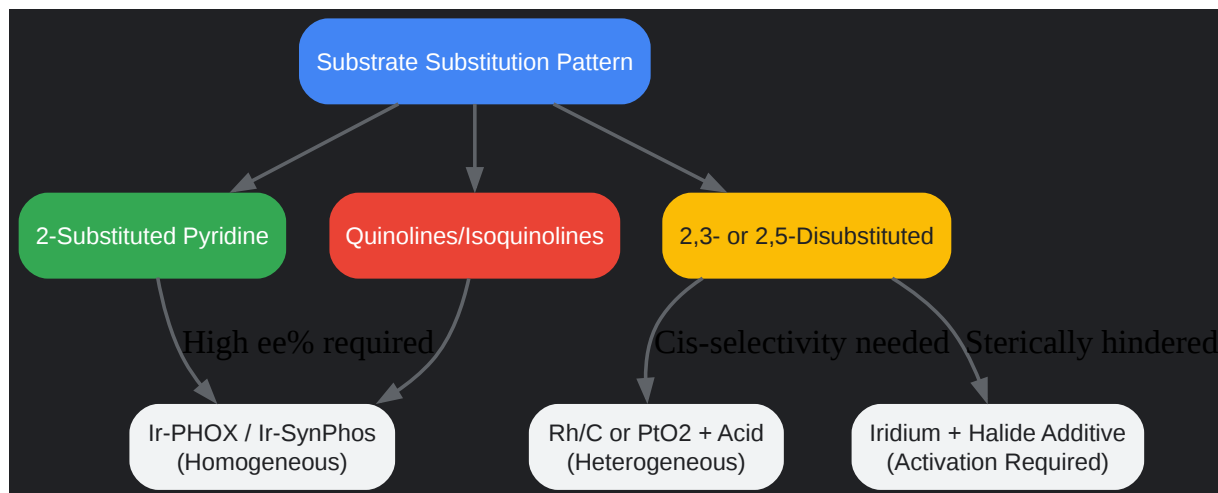 Substrate Substitution Pattern
2-Substituted Pyridine
Quinolines/Isoquinolines
2,3- or 2,5-Disubstituted
High ee% required
Cis-selectivity needed
Sterically hindered
Ir-PHOX / Ir-SynPhos
(Homogeneous)
Rh/C or PtO2 + Acid
(Heterogeneous)
Iridium + Halide Additive
(Activation Required)